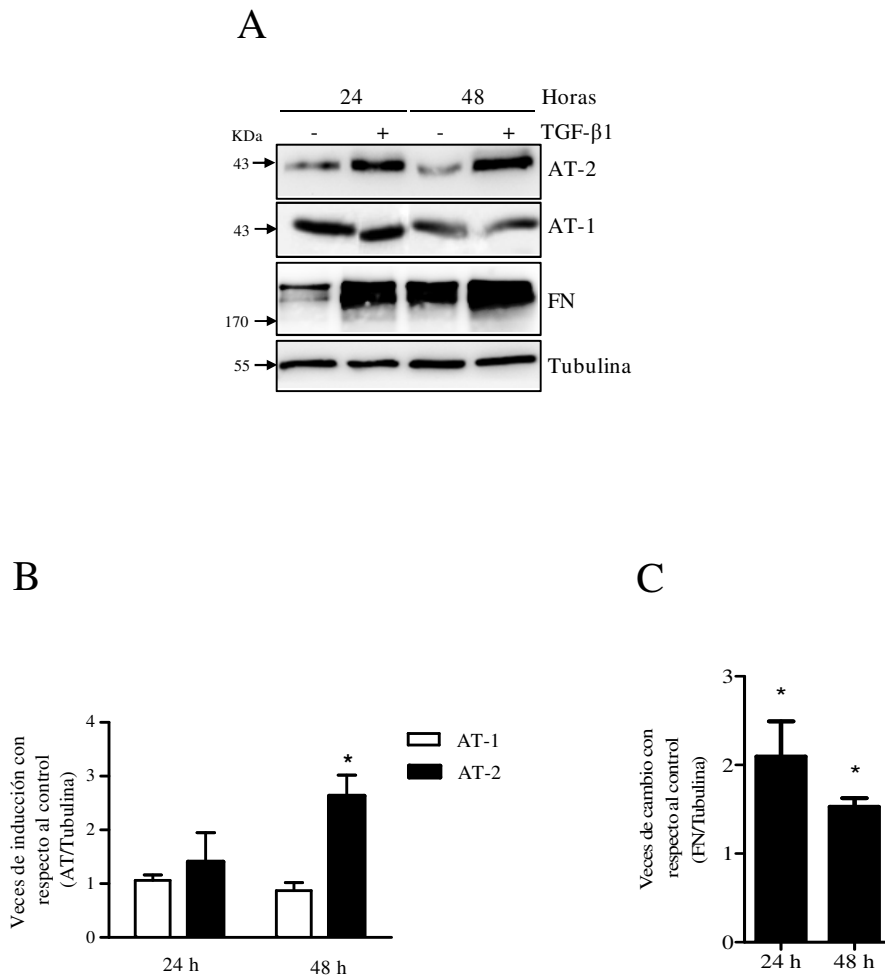 A
24 48 Horas
KDa - + - + TGF-β1
43 AT-2
43 AT-1
FN
170
55 Tubulina
B
Veces de inducción con
respecto al control
(AT/Tubulina)
4
3
2
1
0
*
24 h 48 h
AT-1
AT-2
C
Veces de cambio con
respecto al control
(FN/Tubulina)
3
2
1
0
*
*
24 h 48 h